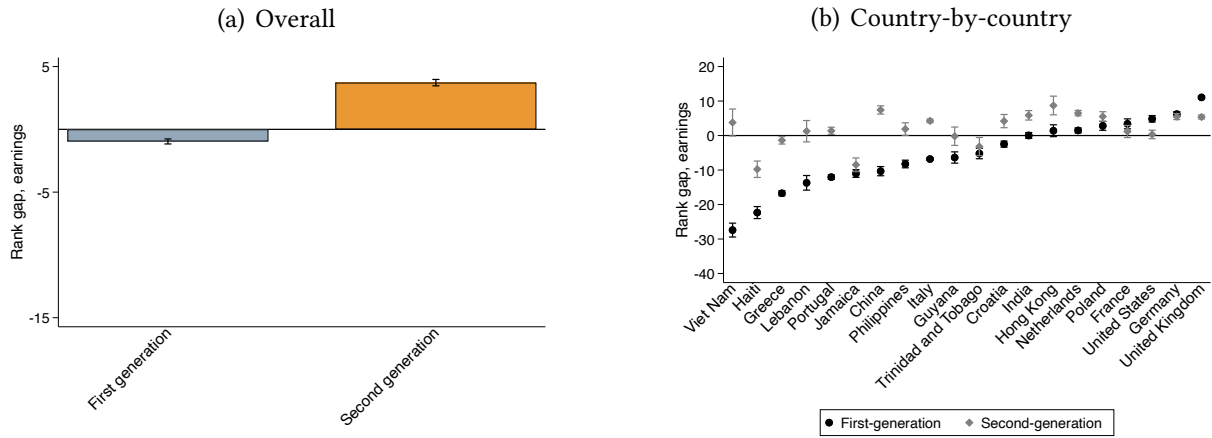 (a) Overall
Rank gap, earnings
5
-5
-15
First generation
Second generation
(b) Country-by-country
Rank gap, earnings
20
10
0
-10
-20
-30
-40
Viet Nam
Haiti
Greece
Lebanon
Portugal
Jamaica
China
Philippines
Italy
Guyana
Trinidad and Tobago
Croatia
India
Hong Kong
Netherlands
Poland
France
United States
Germany
United Kingdom
First-generation
Second-generation